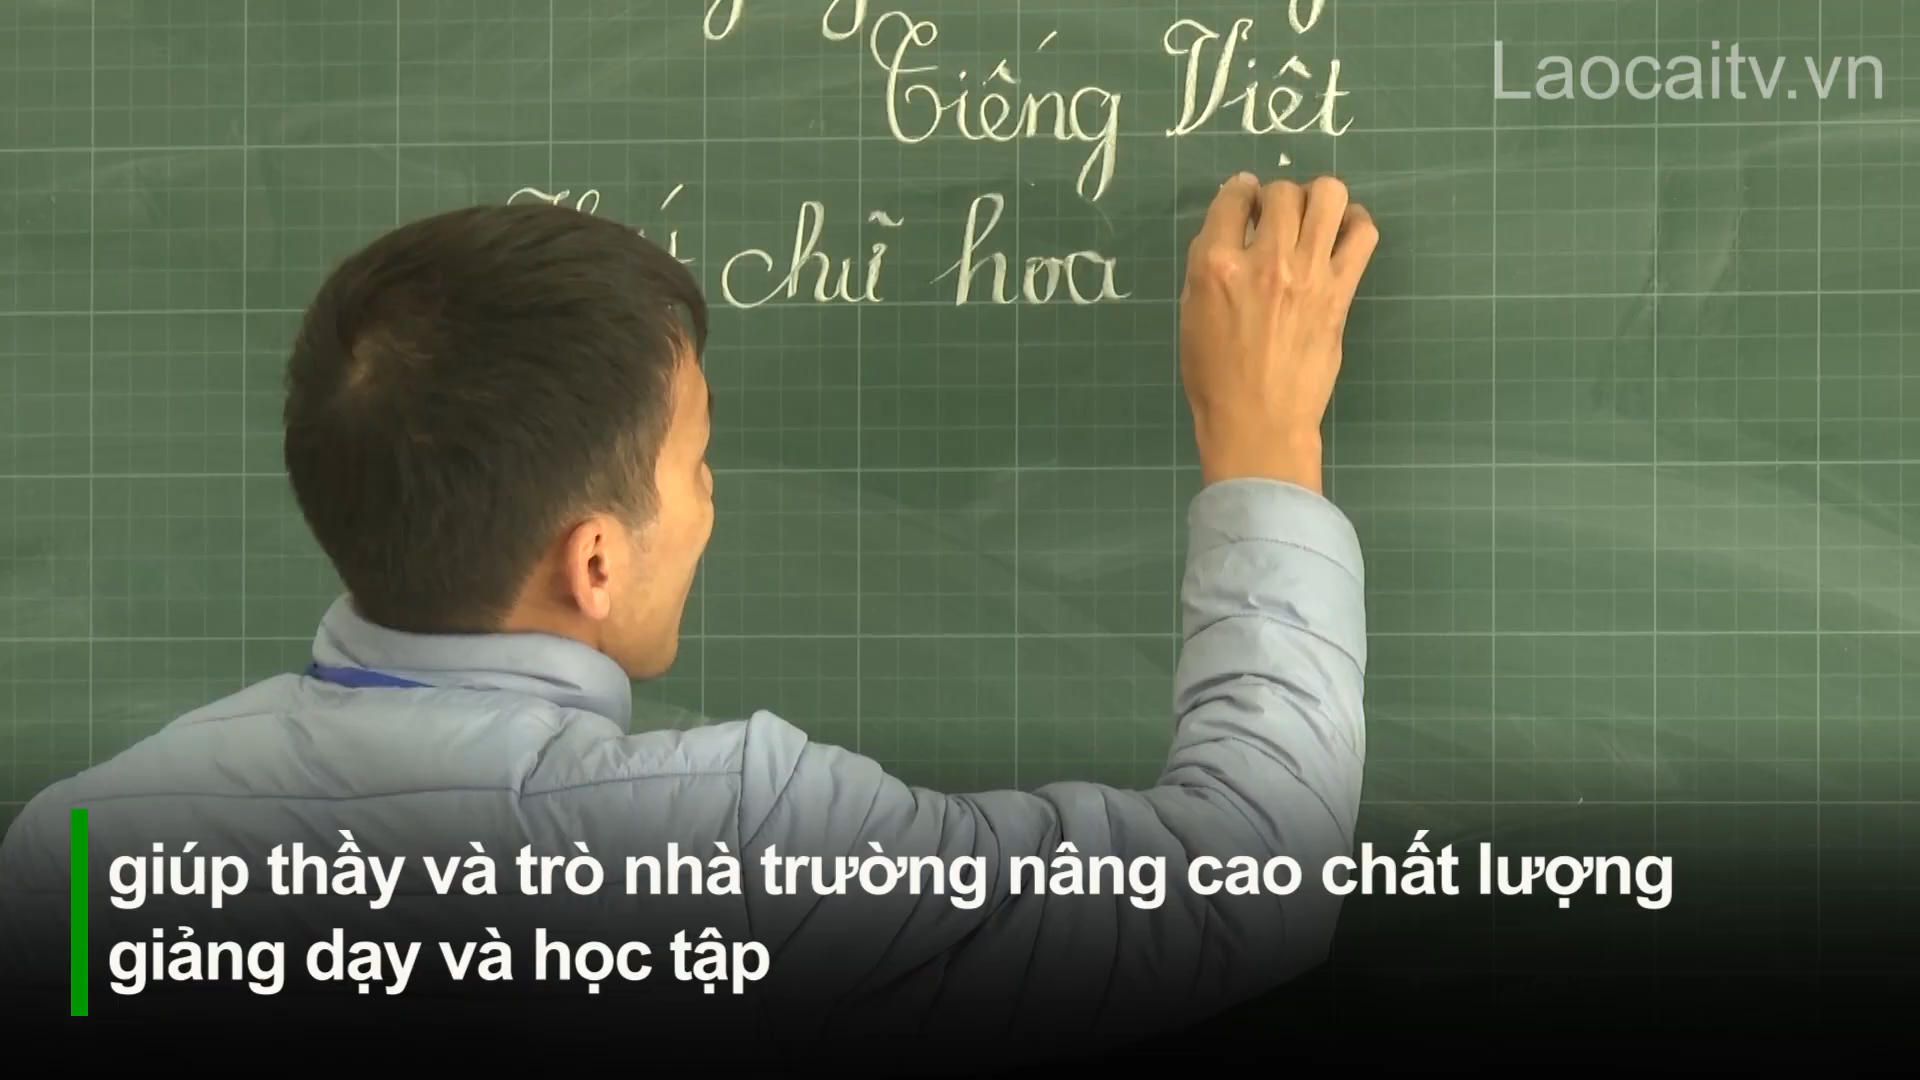 Laocaitv.vn
Tiếng Việt
chữ hoa
giúp thầy và trò nhà trường nâng cao chất lượng
giảng dạy và học tập